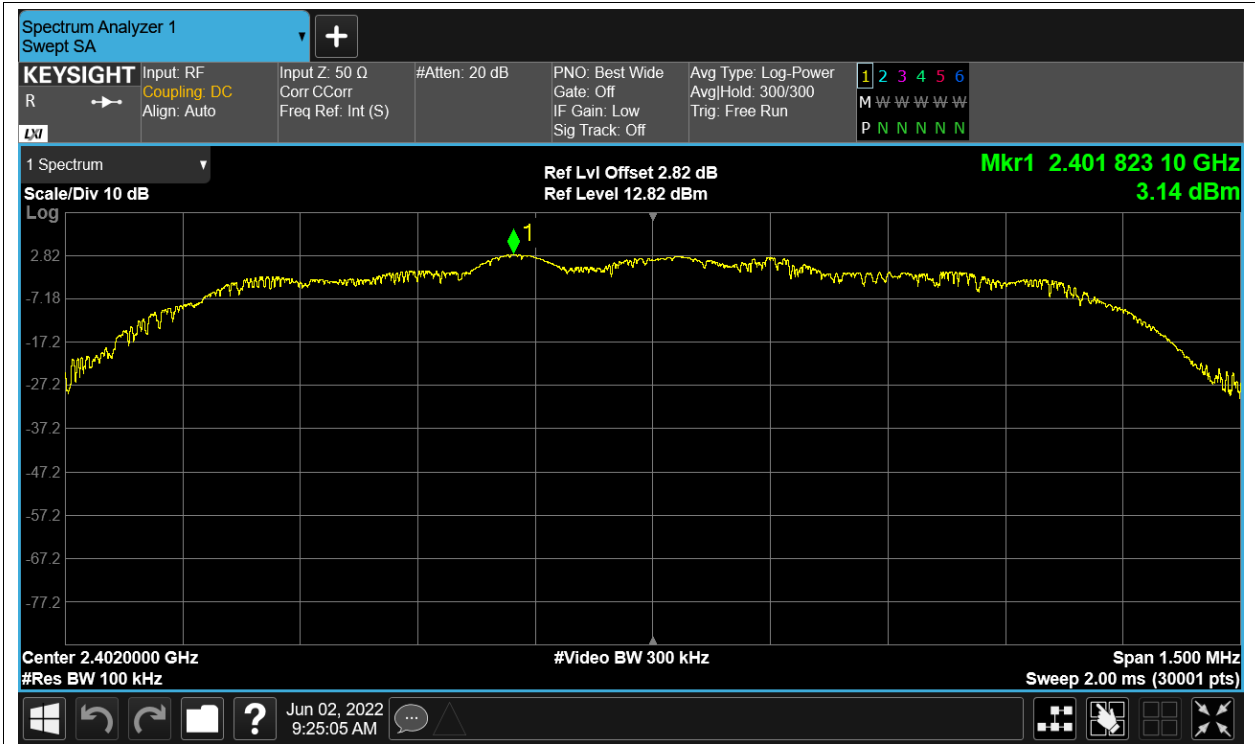 Spectrum Analyzer 1
Swept SA
KEYSIGHT
R
LXI
Input: RF
Coupling: DC
Align: Auto
Input Z: 50 Ω
Corr CCorr
Freq Ref: Int (S)
#Atten: 20 dB
PNO: Best Wide
Gate: Off
IF Gain: Low
Sig Track: Off
Avg Type: Log-Power
Avg|Hold: 300/300
Trig: Free Run
1 2 3 4 5 6
M W W W W W
P N N N N N
1 Spectrum
Scale/Div 10 dB
Log
Ref Lvl Offset 2.82 dB
Ref Level 12.82 dBm
Mkr1 2.401 823 10 GHz
3.14 dBm
1
2.82
-7.18
-17.2
-27.2
-37.2
-47.2
-57.2
-67.2
-77.2
Center 2.4020000 GHz
#Video BW 300 kHz
Span 1.500 MHz
#Res BW 100 kHz
Sweep 2.00 ms (30001 pts)
?
Jun 02, 2022
9:25:05 AM